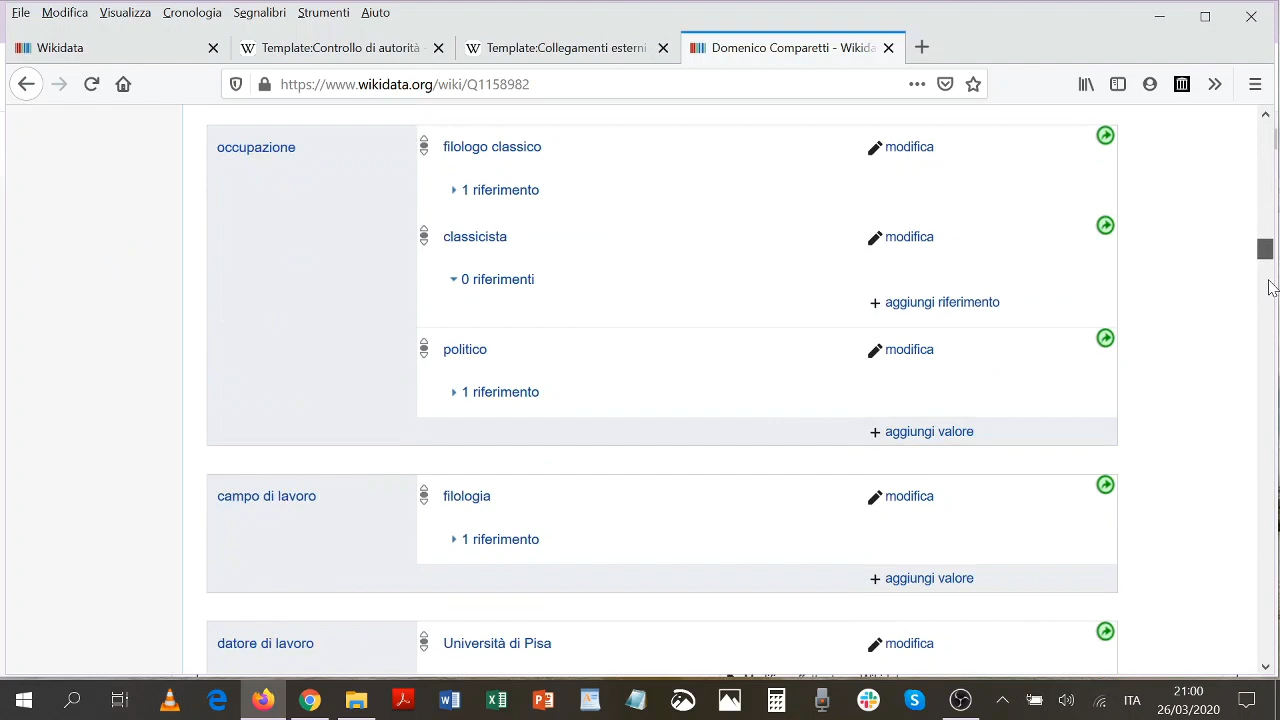 File Modifica Visualizza Cronologia Segnalibri Strumenti Aiuto
Wikidata
Template:Controllo di autorità -
Template:Collegamenti esterni
Domenico Comparetti - Wikida
https://www.wikidata.org/wiki/Q1158982
occupazione
filologo classico
modifica
1 riferimento
classicista
modifica
0 riferimenti
+ aggiungi riferimento
politico
modifica
1 riferimento
+ aggiungi valore
campo di lavoro
filologia
modifica
1 riferimento
+ aggiungi valore
datore di lavoro
Università di Pisa
modifica
ITA
21:00
26/03/2020